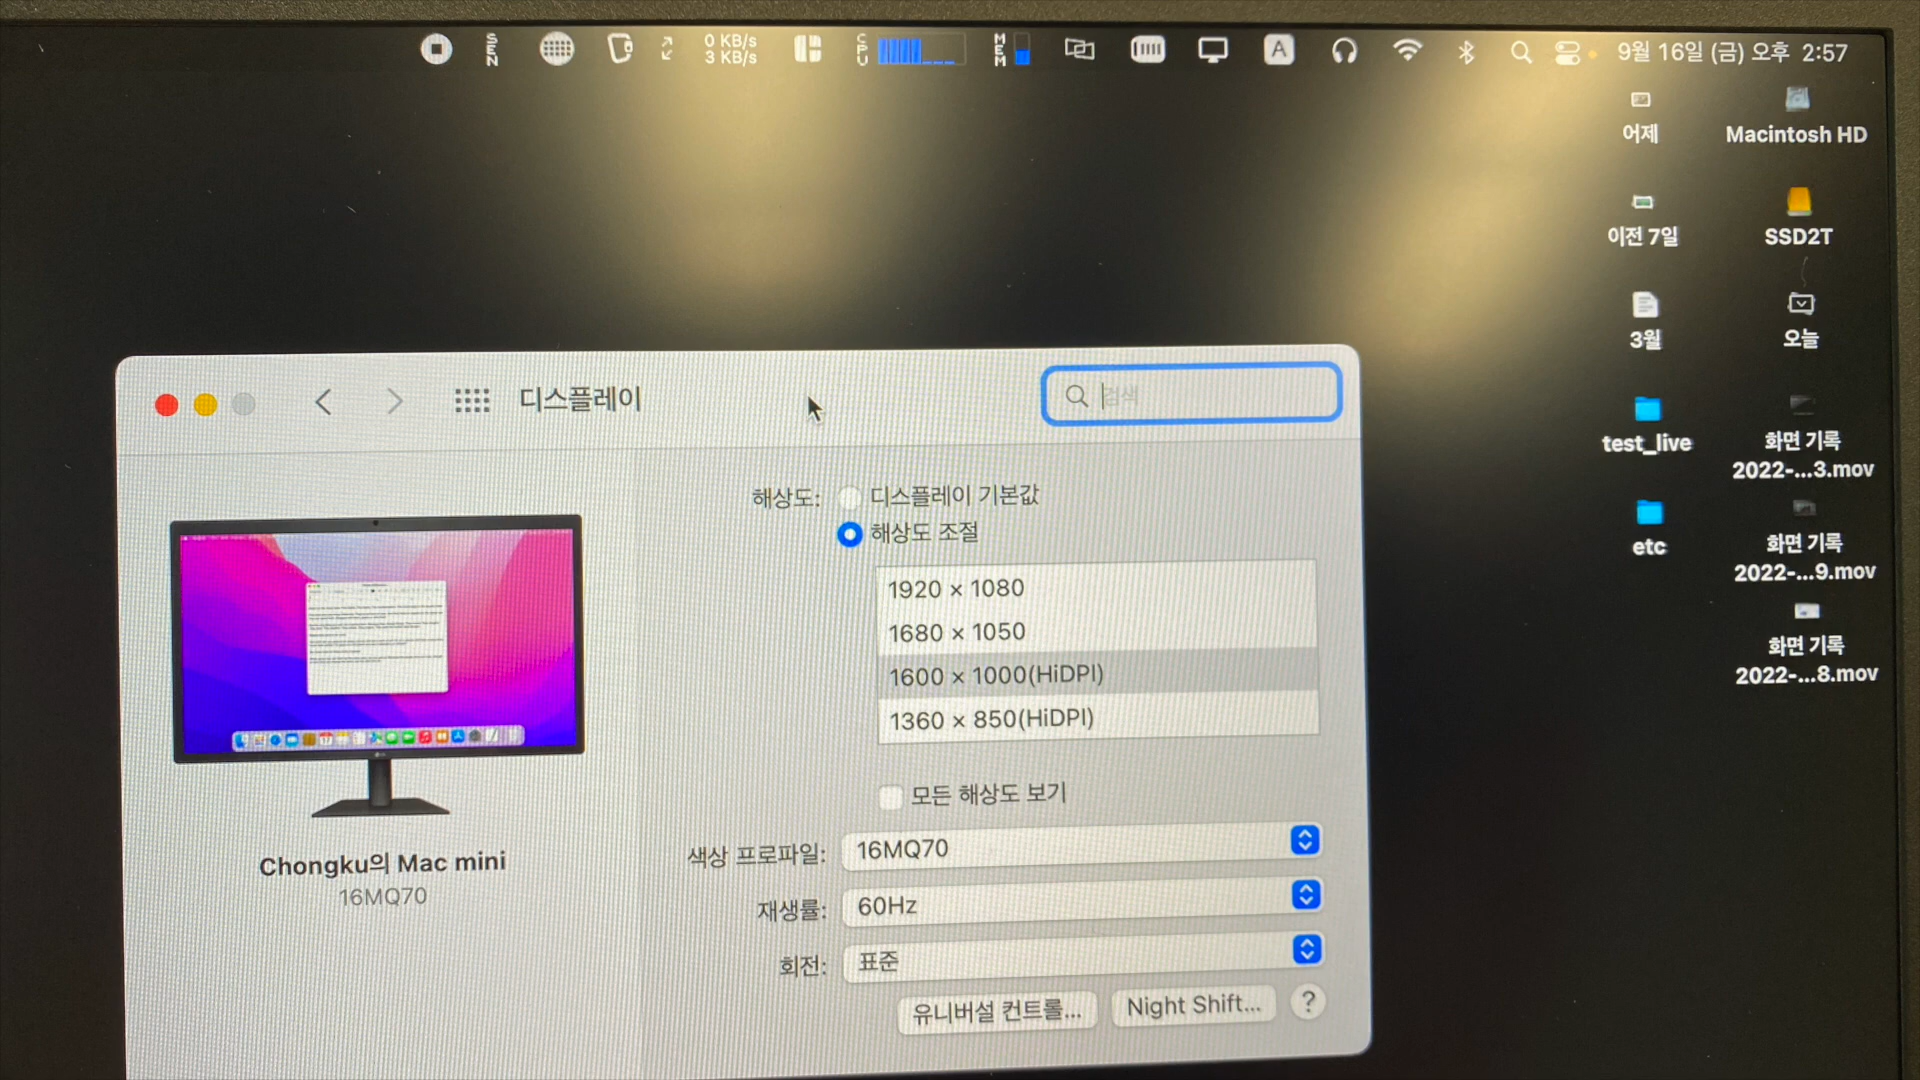 SEN
0 KB/s
3 KB/s
CPU
MEM
A
9월 16일 (금) 오후 2:57
어제
Macintosh HD
이전 7일
SSD2T
3월
오늘
test_live
화면 기록
2022-...3.mov
etc
화면 기록
2022-...9.mov
화면 기록
2022-...8.mov
디스플레이
검색
해상도:
디스플레이 기본값
해상도 조절
1920 × 1080
1680 × 1050
1600 × 1000(HiDPI)
1360 × 850(HiDPI)
모든 해상도 보기
Chongku의 Mac mini
16MQ70
색상 프로파일: 16MQ70
재생률: 60Hz
회전: 표준
유니버설 컨트롤...
Night Shift...
?